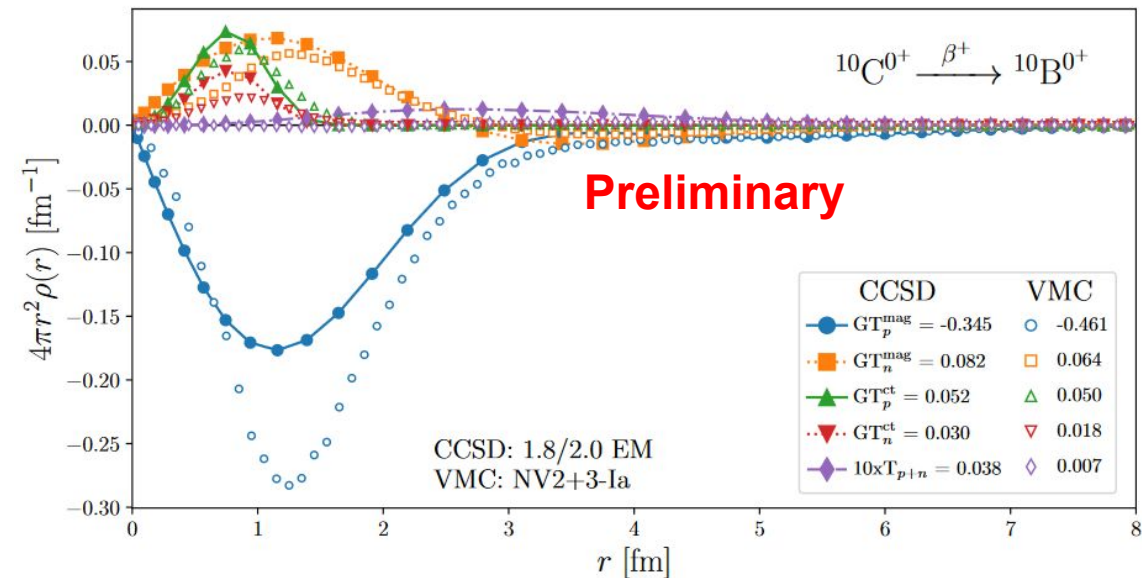 0.05
0.00
−0.05
−0.10
−0.15
−0.20
−0.25
−0.30
4πr²ρ(r) [fm⁻¹]
¹⁰C⁰⁺ —β⁺→ ¹⁰B⁰⁺
Preliminary
CCSD VMC
GTₚᵐᵃᵍ = -0.345 -0.461
GTₙᵐᵃᵍ = 0.082 0.064
GTₚᶜᵗ = 0.052 0.050
GTₙᶜᵗ = 0.030 0.018
10xTₚ₊ₙ = 0.038 0.007
CCSD: 1.8/2.0 EM
VMC: NV2+3-Ia
0 1 2 3 4 5 6 7 8
r [fm]